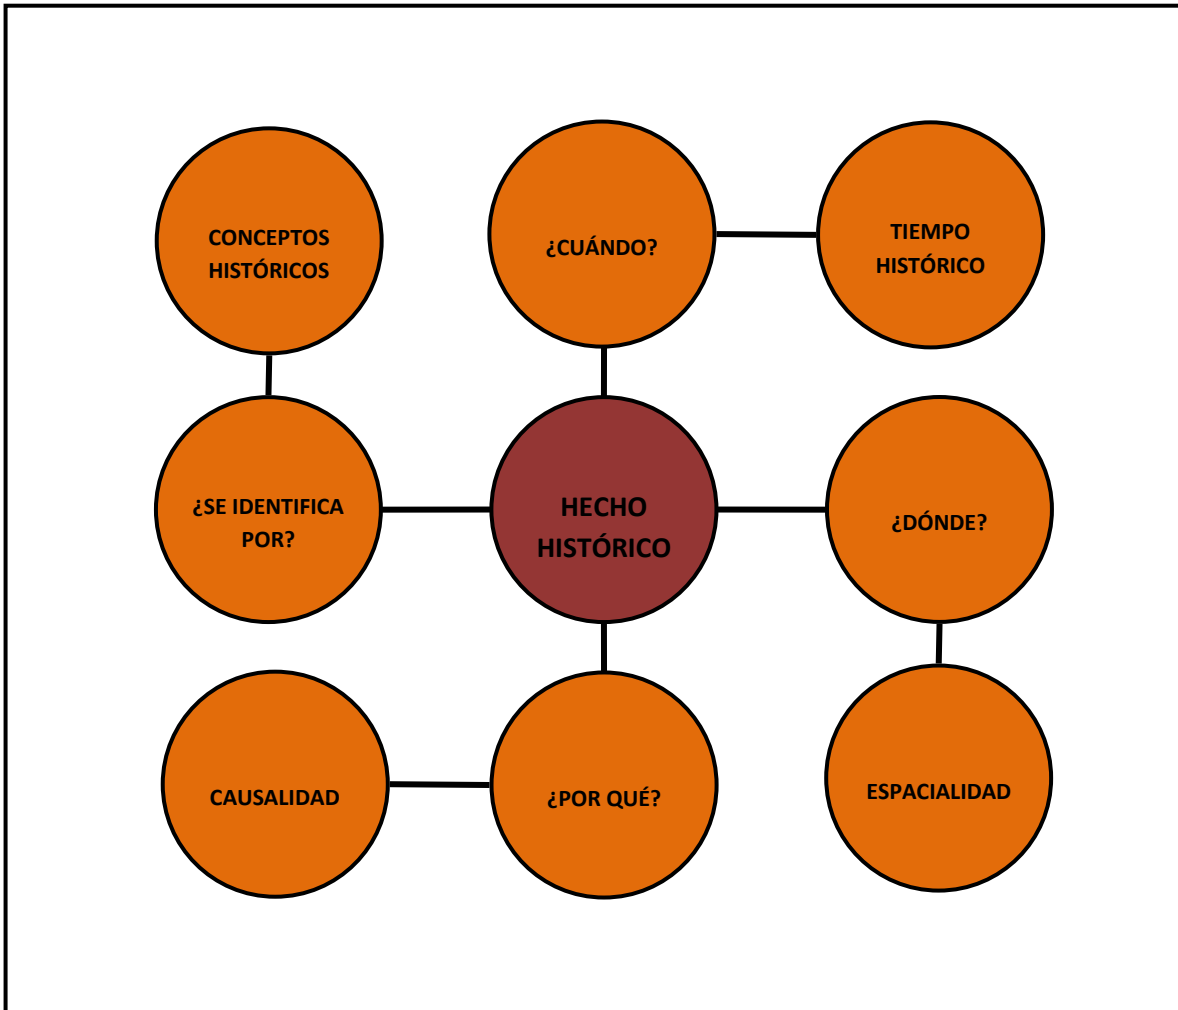 CONCEPTOS
HISTÓRICOS
¿CUÁNDO?
TIEMPO
HISTÓRICO
¿SE IDENTIFICA
POR?
HECHO
HISTÓRICO
¿DÓNDE?
CAUSALIDAD
¿POR QUÉ?
ESPACIALIDAD